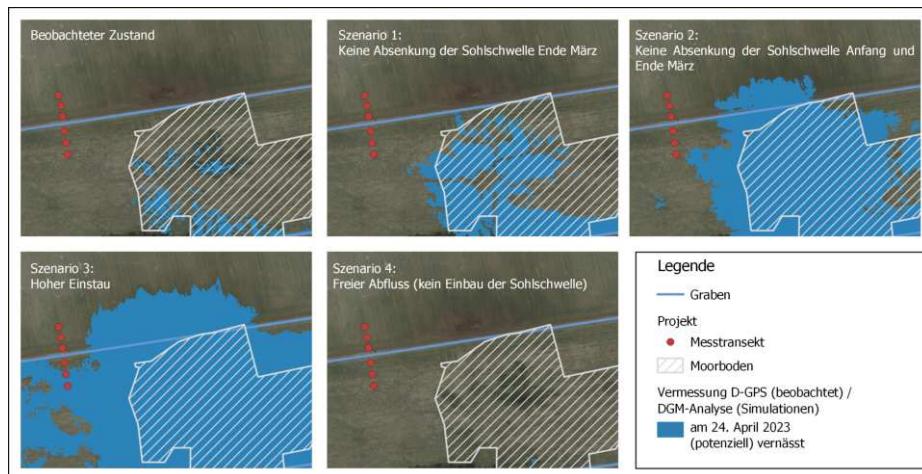 Beobachteter Zustand
Szenario 1:
Keine Absenkung der Sohlschwelle Ende März
Szenario 2:
Keine Absenkung der Sohlschwelle Anfang und
Ende März
Szenario 3:
Hoher Einstau
Szenario 4:
Freier Abfluss (kein Einbau der Sohlschwelle)
Legende
Graben
Projekt
Messtransekt
Moorboden
Vermessung D-GPS (beobachtet) /
DGM-Analyse (Simulationen)
am 24. April 2023
(potenziell) vernässt